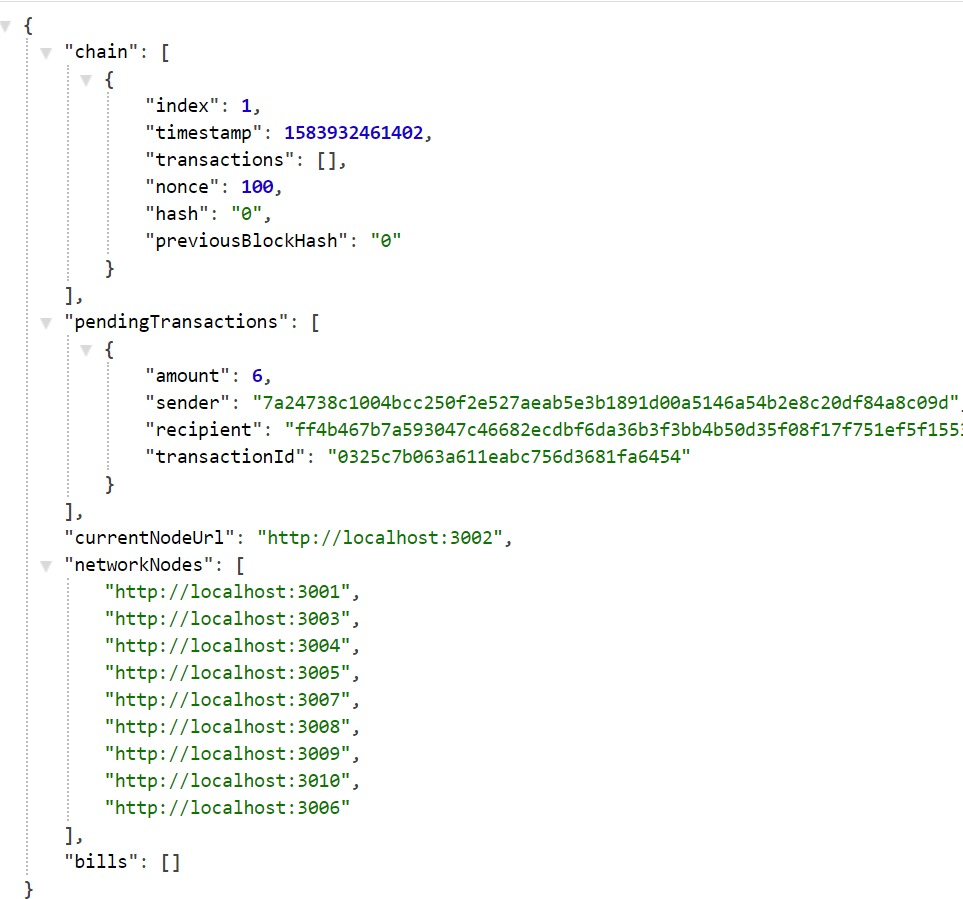 {
"chain": [
{
"index": 1,
"timestamp": 1583932461402,
"transactions": [],
"nonce": 100,
"hash": "0",
"previousBlockHash": "0"
}
],
"pendingTransactions": [
{
"amount": 6,
"sender": "7a24738c1004bcc250f2e527aeab5e3b1891d00a5146a54b2e8c20df84a8c09d",
"recipient": "ff4b467b7a593047c46682ecdbf6da36b3f3bb4b50d35f08f17f751ef5f155
"transactionId": "0325c7b063a611eabc756d3681fa6454"
}
],
"currentNodeUrl": "http://localhost:3002",
"networkNodes": [
"http://localhost:3001",
"http://localhost:3003",
"http://localhost:3004",
"http://localhost:3005",
"http://localhost:3007",
"http://localhost:3008",
"http://localhost:3009",
"http://localhost:3010",
"http://localhost:3006"
],
"bills": []
}